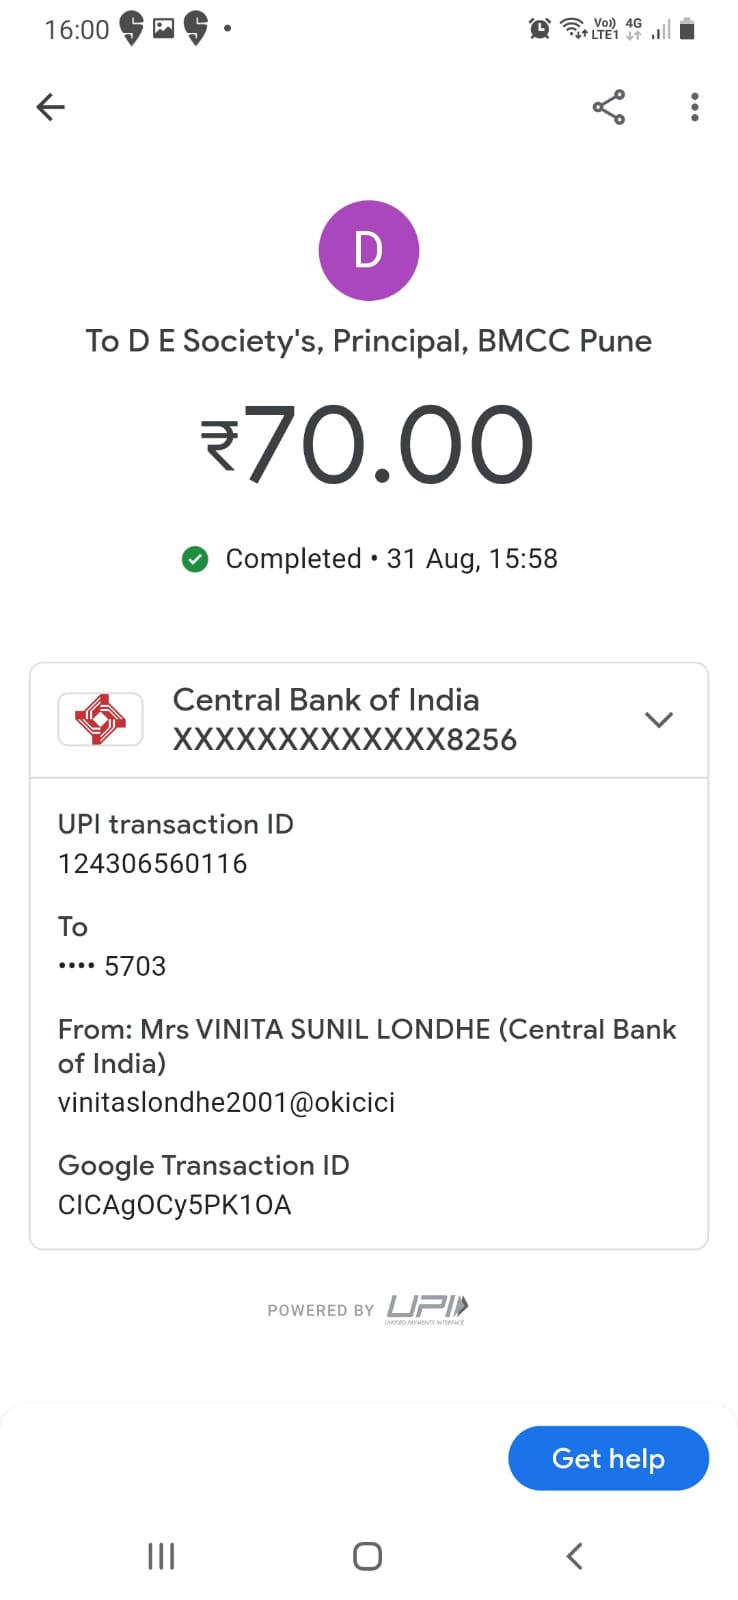 16:00
Vo)) 4G
LTE1
D
To D E Society's, Principal, BMCC Pune
₹70.00
Completed • 31 Aug, 15:58
Central Bank of India
XXXXXXXXXXXXX8256
UPI transaction ID
124306560116
To
•••• 5703
From: Mrs VINITA SUNIL LONDHE (Central Bank
of India)
vinitaslondhe2001@okicici
Google Transaction ID
CICAgOCy5PK1OA
POWERED BY UPI
UNIFIED PAYMENTS INTERFACE
Get help